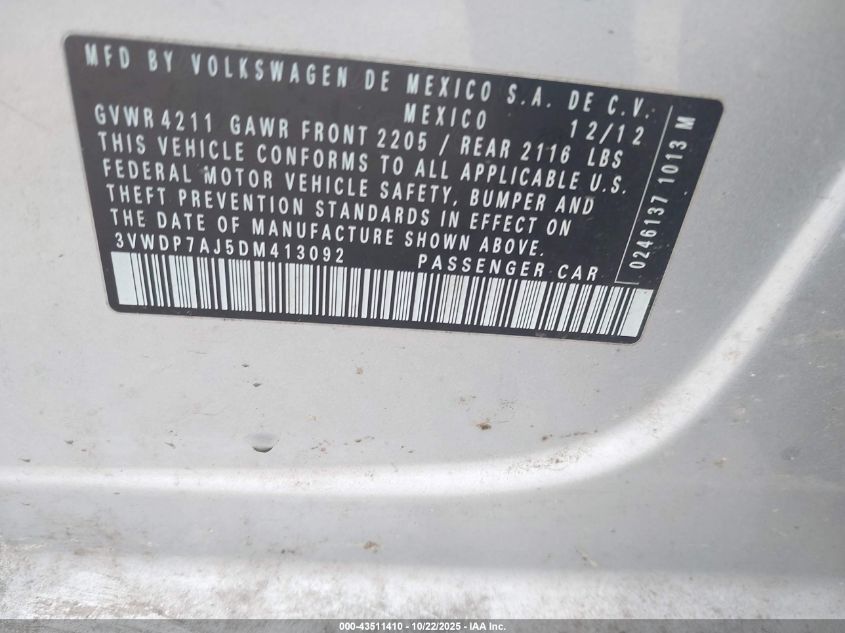 MFD BY VOLKSWAGEN DE MEXICO S.A. DE C.V.
MEXICO 12/12
GVWR 4211 GAWR FRONT 2205 / REAR 2116 LBS
THIS VEHICLE CONFORMS TO ALL APPLICABLE U.S.
FEDERAL MOTOR VEHICLE SAFETY, BUMPER AND
THEFT PREVENTION STANDARDS IN EFFECT ON
THE DATE OF MANUFACTURE SHOWN ABOVE.
3VWDP7AJ5DM413092 PASSENGER CAR
0246137 1013 M
000-43511410 - 10/22/2025 - IAA Inc.